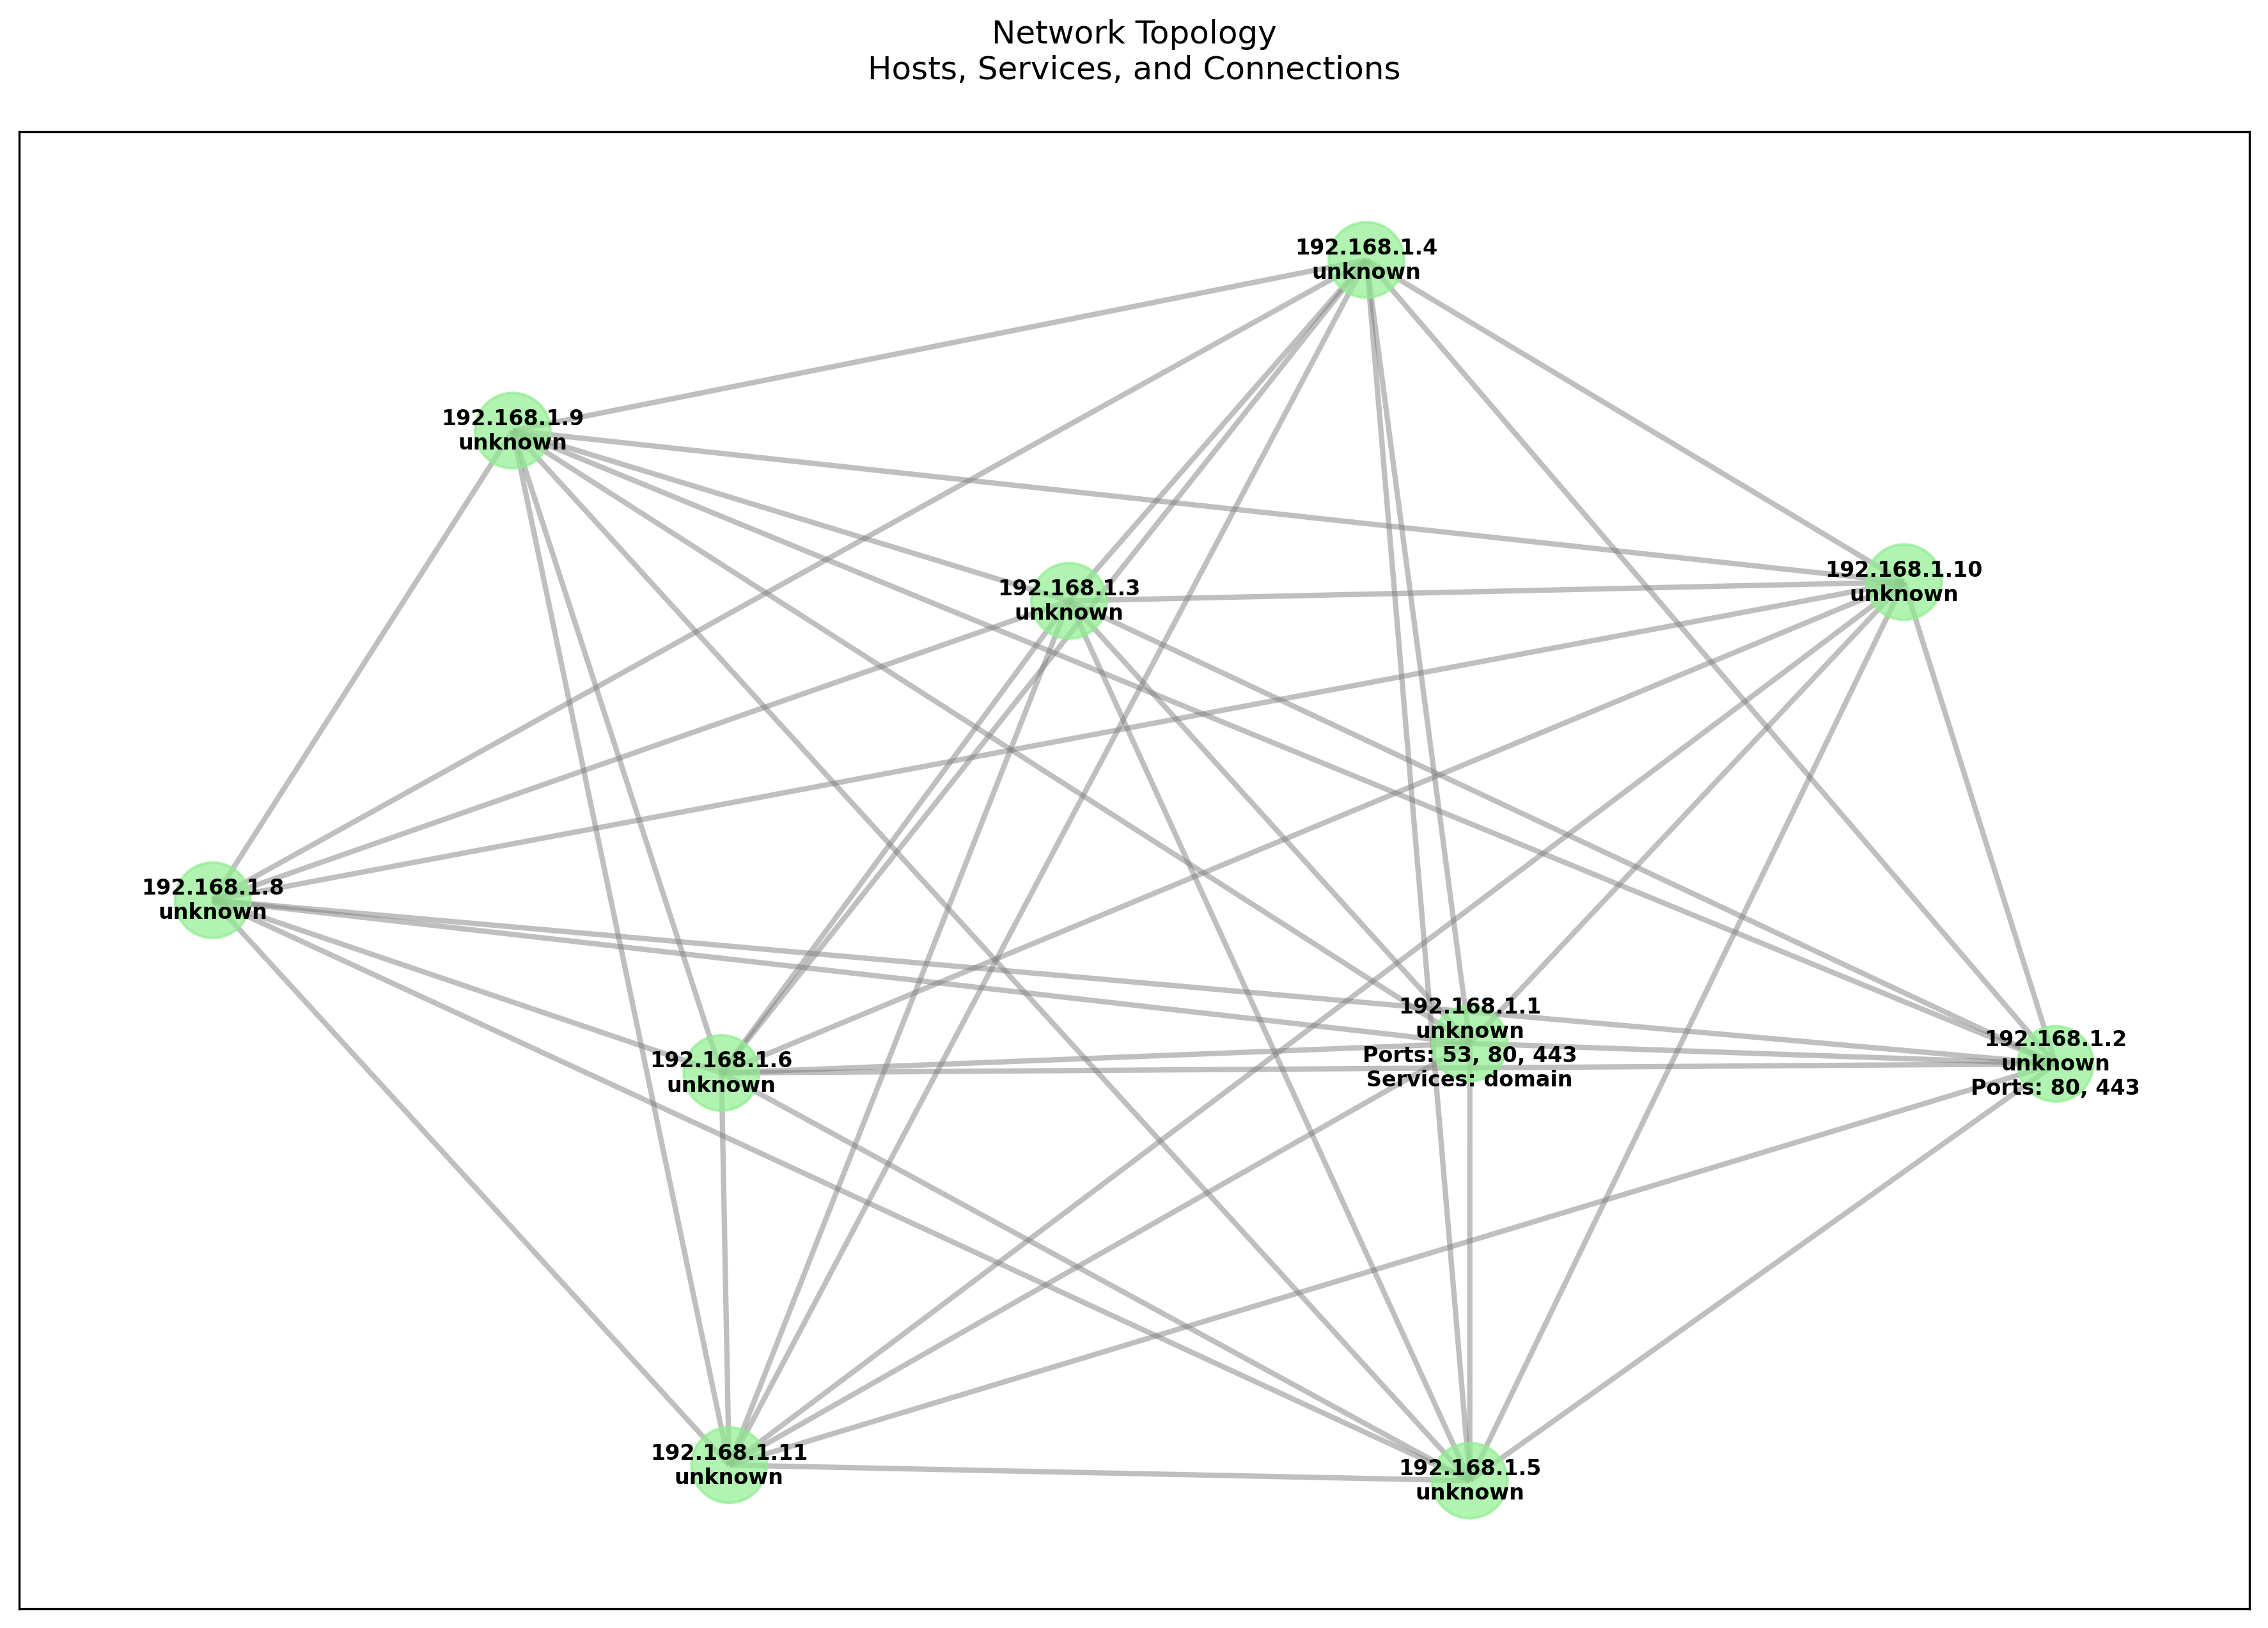 Network Topology
Hosts, Services, and Connections
192.168.1.4
unknown
192.168.1.9
unknown
192.168.1.10
unknown
192.168.1.3
unknown
192.168.1.8
unknown
192.168.1.1
unknown
Ports: 53, 80, 443
Services: domain
192.168.1.2
unknown
Ports: 80, 443
192.168.1.6
unknown
192.168.1.11
unknown
192.168.1.5
unknown